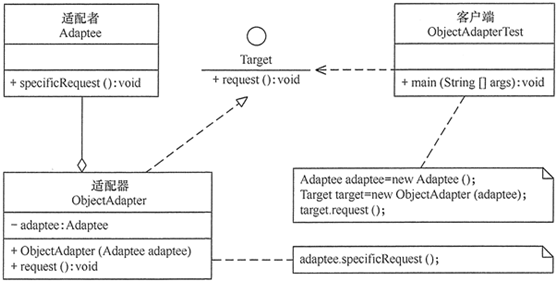 适配者
Adaptee
+ specificRequest ():void
Target
+ request ():void
客户端
ObjectAdapterTest
+ main (String [] args):void
适配器
ObjectAdapter
− adaptee:Adaptee
+ ObjectAdapter (Adaptee adaptee)
+ request ():void
Adaptee adaptee=new Adaptee ();
Target target=new ObjectAdapter (adaptee);
target.request ();
adaptee.specificRequest ();